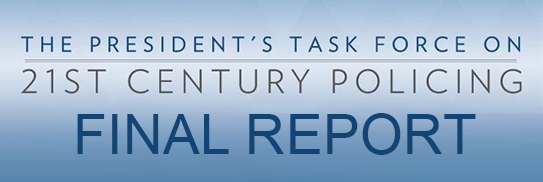 THE PRESIDENT'S TASK FORCE ON
21ST CENTURY POLICING
FINAL REPORT